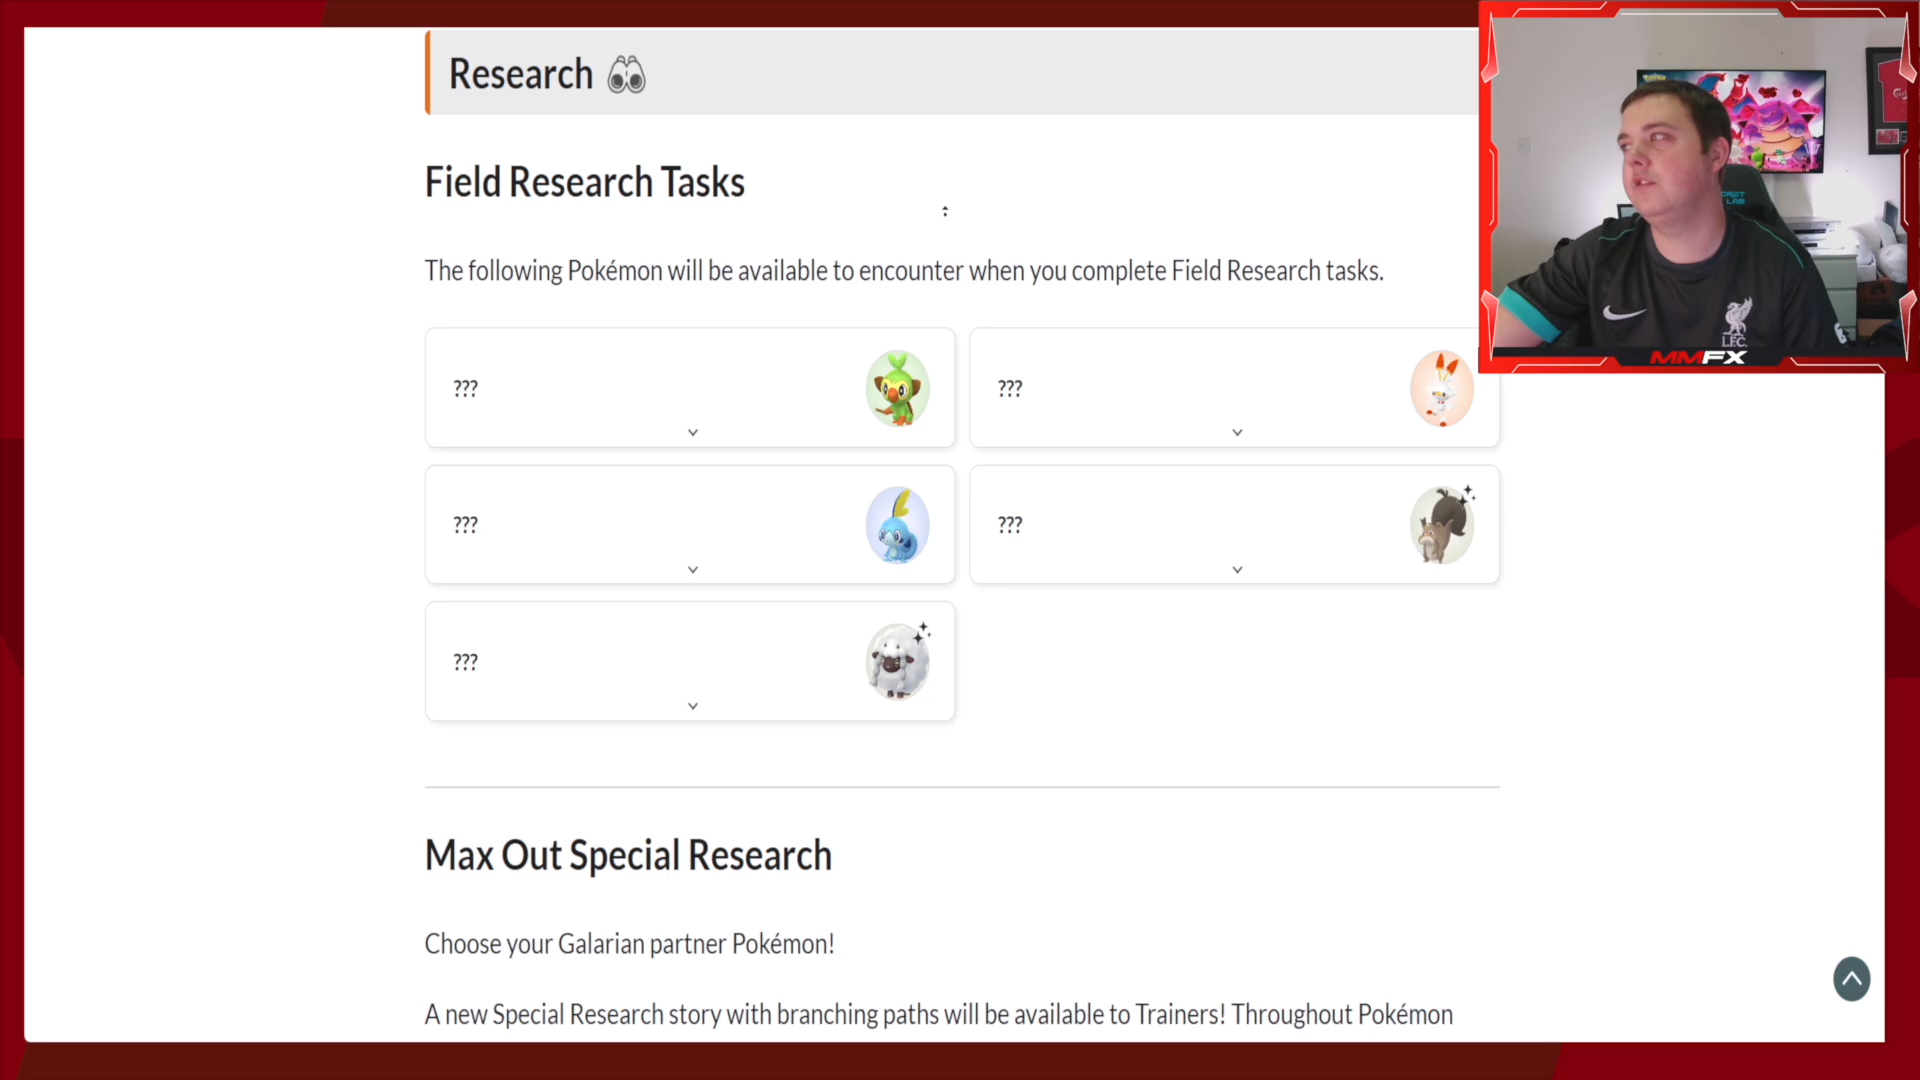 Research
Field Research Tasks
The following Pokémon will be available to encounter when you complete Field Research tasks.
???
???
???
???
???
Max Out Special Research
Choose your Galarian partner Pokémon!
A new Special Research story with branching paths will be available to Trainers! Throughout Pokémon
L.F.C.
MMFX